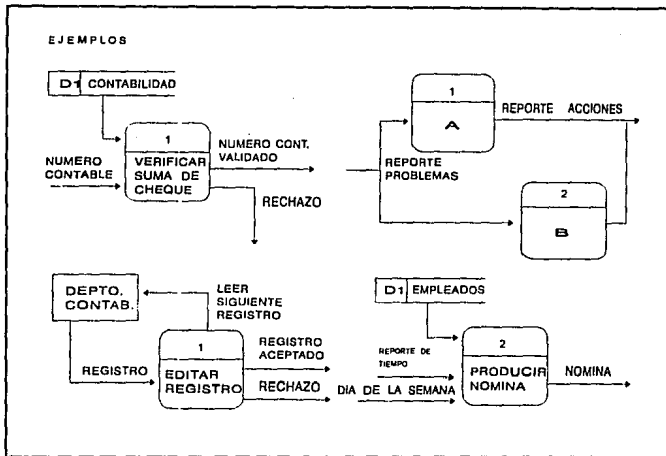 EJEMPLOS
D1 CONTABILIDAD
1
VERIFICAR
SUMA DE
CHEQUE
NUMERO
CONTABLE
NUMERO CONT.
VALIDADO
RECHAZO
1
A
REPORTE ACCIONES
REPORTE
PROBLEMAS
2
B
DEPTO.
CONTAB.
LEER
SIGUIENTE
REGISTRO
REGISTRO
1
EDITAR
REGISTRO
REGISTRO
ACEPTADO
RECHAZO
D1 EMPLEADOS
REPORTE DE
TIEMPO
DIA DE LA SEMANA
2
PRODUCIR
NOMINA
NOMINA